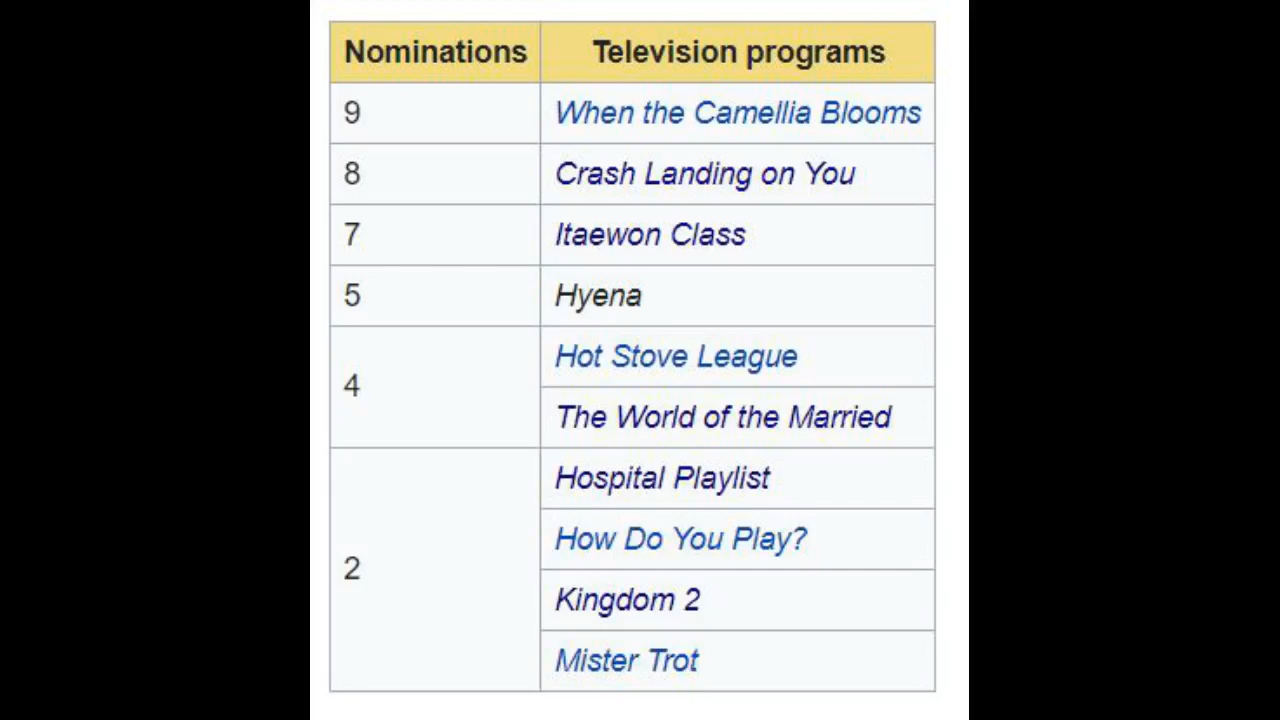 Nominations Television programs
9 When the Camellia Blooms
8 Crash Landing on You
7 Itaewon Class
5 Hyena
4 Hot Stove League
The World of the Married
2 Hospital Playlist
How Do You Play?
Kingdom 2
Mister Trot